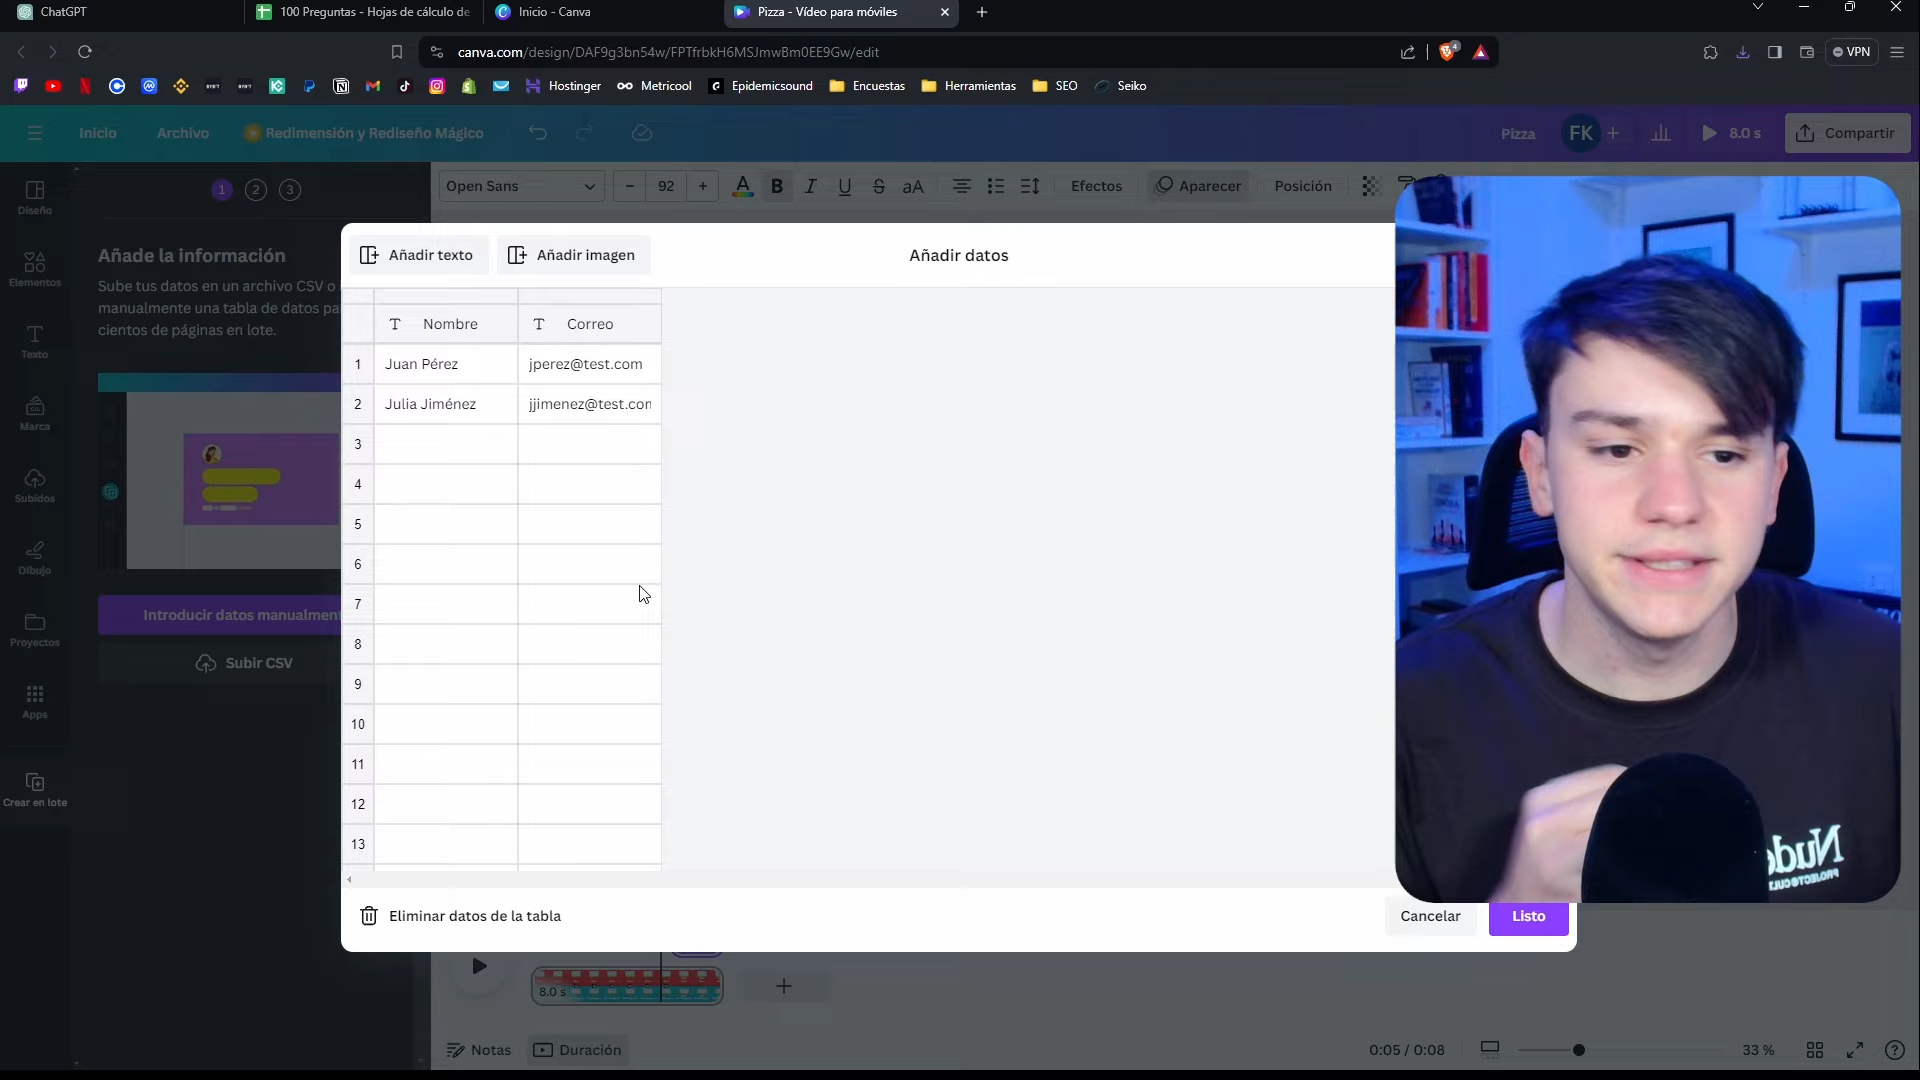 ChatGPT
100 Preguntas - Hojas de cálculo de
Inicio - Canva
Pizza - Vídeo para móviles
canva.com/design/DAF9g3bn54w/FPTfrbkH6MSJmwBm0EE9Gw/edit
VPN
Hostinger
Metricool
Epidemicsound
Encuestas
Herramientas
SEO
Seiko
Inicio
Archivo
Redimensión y Rediseño Mágico
Pizza
FK
8.0 s
Compartir
1
2
3
Open Sans
92
B
I
U
S
aA
Efectos
Aparecer
Posición
Diseño
Elementos
Texto
Marca
Subidos
Dibujo
Proyectos
Apps
Crear en lote
Añade la información
Sube tus datos en un archivo CSV o
manualmente una tabla de datos pa
cientos de páginas en lote.
Introducir datos manualment
Subir CSV
Añadir texto
Añadir imagen
Añadir datos
Nombre
Correo
1
Juan Pérez
jperez@test.com
2
Julia Jiménez
jjimenez@test.con
3
4
5
6
7
8
9
10
11
12
13
Eliminar datos de la tabla
Cancelar
Listo
8.0 s
Notas
Duración
0:05 / 0:08
33 %